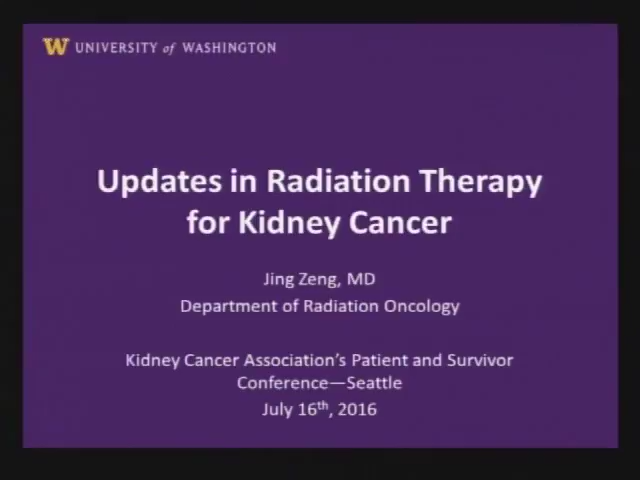 W UNIVERSITY of WASHINGTON
Updates in Radiation Therapy
for Kidney Cancer
Jing Zeng, MD
Department of Radiation Oncology
Kidney Cancer Association's Patient and Survivor
Conference—Seattle
July 16th, 2016